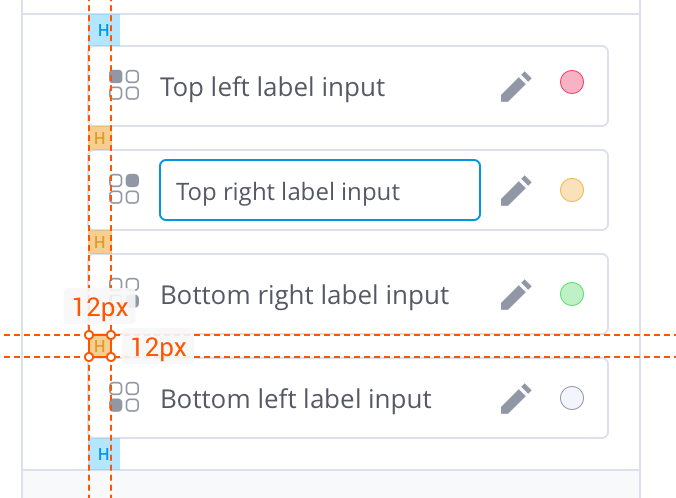 H
Top left label input
H
Top right label input
H
Bottom right label input
12px
H
12px
Bottom left label input
H